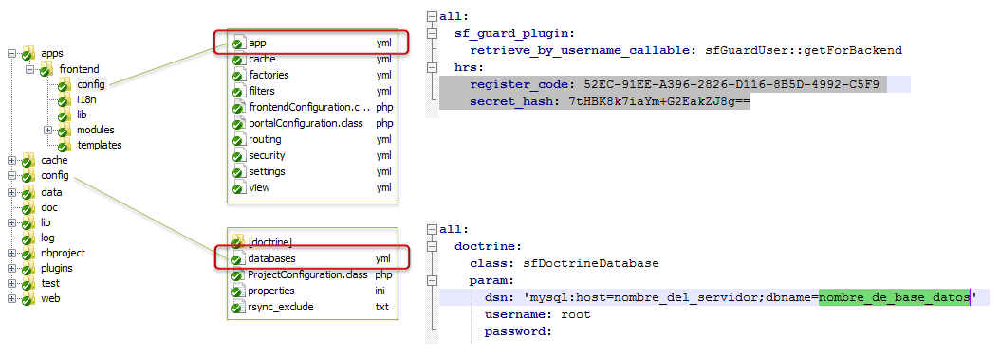 apps
frontend
config
i18n
lib
modules
templates
cache
config
data
doc
lib
log
nbproject
plugins
test
web
app yml
cache yml
factories yml
filters yml
frontendConfiguration.c... php
portalConfiguration.class php
routing yml
security yml
settings yml
view yml
[doctrine]
databases yml
ProjectConfiguration.class php
properties ini
rsync_exclude txt
all:
sf_guard_plugin:
retrieve_by_username_callable: sfGuardUser::getForBackend
hrs:
register_code: 52EC-91EE-A396-2826-D116-8B5D-4992-C5F9
secret_hash: 7tHBK8k7iaYm+G2EakZJ8g==
all:
doctrine:
class: sfDoctrineDatabase
param:
dsn: 'mysql:host=nombre_del_servidor;dbname=nombre_de_base_datos'
username: root
password: